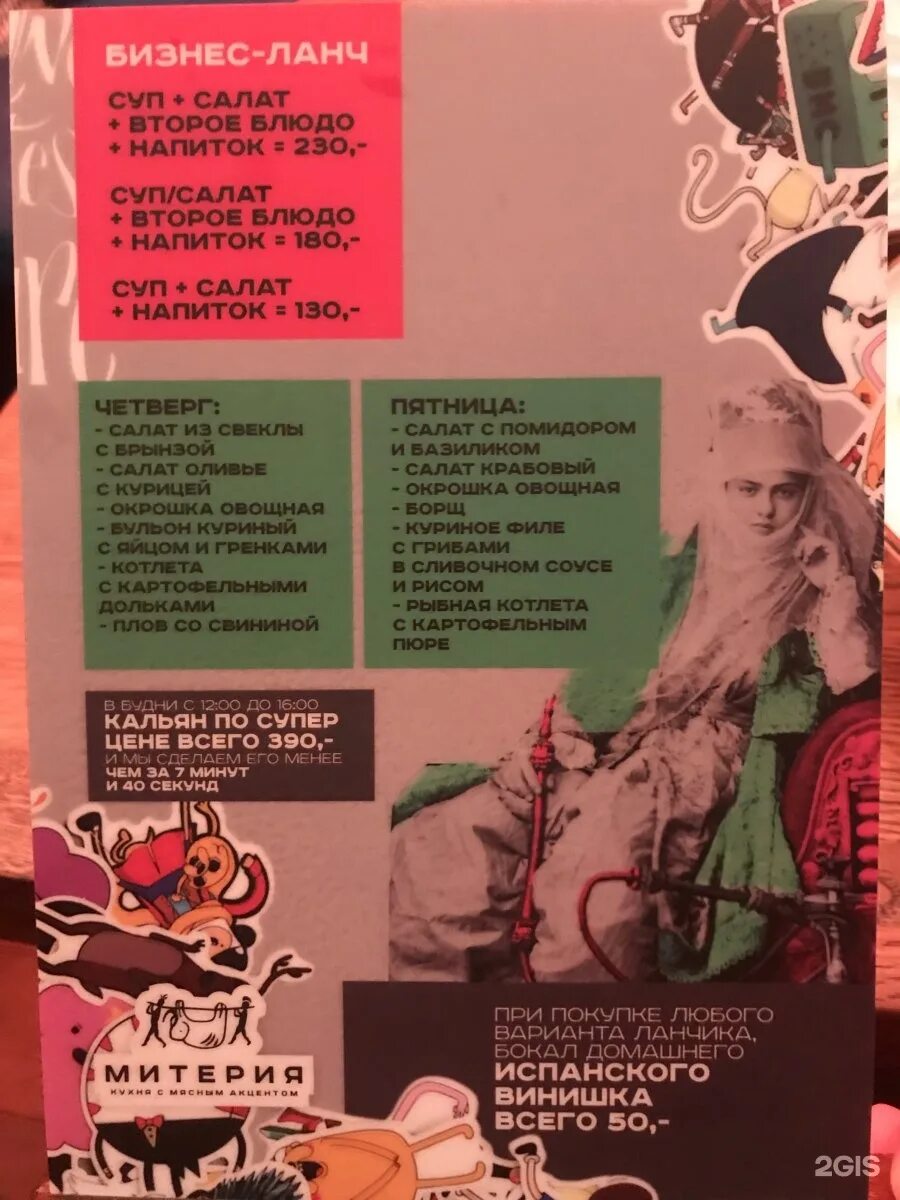 БИЗНЕС-ЛАНЧ
СУП + САЛАТ
+ ВТОРОЕ БЛЮДО
+ НАПИТОК = 230,-
СУП/САЛАТ
+ ВТОРОЕ БЛЮДО
+ НАПИТОК = 180,-
СУП + САЛАТ
+ НАПИТОК = 130,-
ЧЕТВЕРГ:
- САЛАТ ИЗ СВЕКЛЫ
С БРЫНЗОЙ
- САЛАТ ОЛИВЬЕ
С КУРИЦЕЙ
- ОКРОШКА ОВОЩНАЯ
- БУЛЬОН КУРИНЫЙ
С ЯЙЦОМ И ГРЕНКАМИ
- КОТЛЕТА
С КАРТОФЕЛЬНЫМИ
ДОЛЬКАМИ
- ПЛОВ СО СВИНИНОЙ
ПЯТНИЦА:
- САЛАТ С ПОМИДОРОМ
И БАЗИЛИКОМ
- САЛАТ КРАБОВЫЙ
- ОКРОШКА ОВОЩНАЯ
- БОРЩ
- КУРИНОЕ ФИЛЕ
С ГРИБАМИ
В СЛИВОЧНОМ СОУСЕ
И РИСОМ
- РЫБНАЯ КОТЛЕТА
С КАРТОФЕЛЬНЫМ
ПЮРЕ
В БУДНИ С 12:00 ДО 16:00
КАЛЬЯН ПО СУПЕР
ЦЕНЕ ВСЕГО 390,-
И МЫ СДЕЛАЕМ ЕГО МЕНЕЕ
ЧЕМ ЗА 7 МИНУТ
И 40 СЕКУНД
МИТЕРИЯ
КУХНЯ С МЯСНЫМ АКЦЕНТОМ
ПРИ ПОКУПКЕ ЛЮБОГО
ВАРИАНТА ЛАНЧИКА,
БОКАЛ ДОМАШНЕГО
ИСПАНСКОГО
ВИНИШКА
ВСЕГО 50,-
2GIS